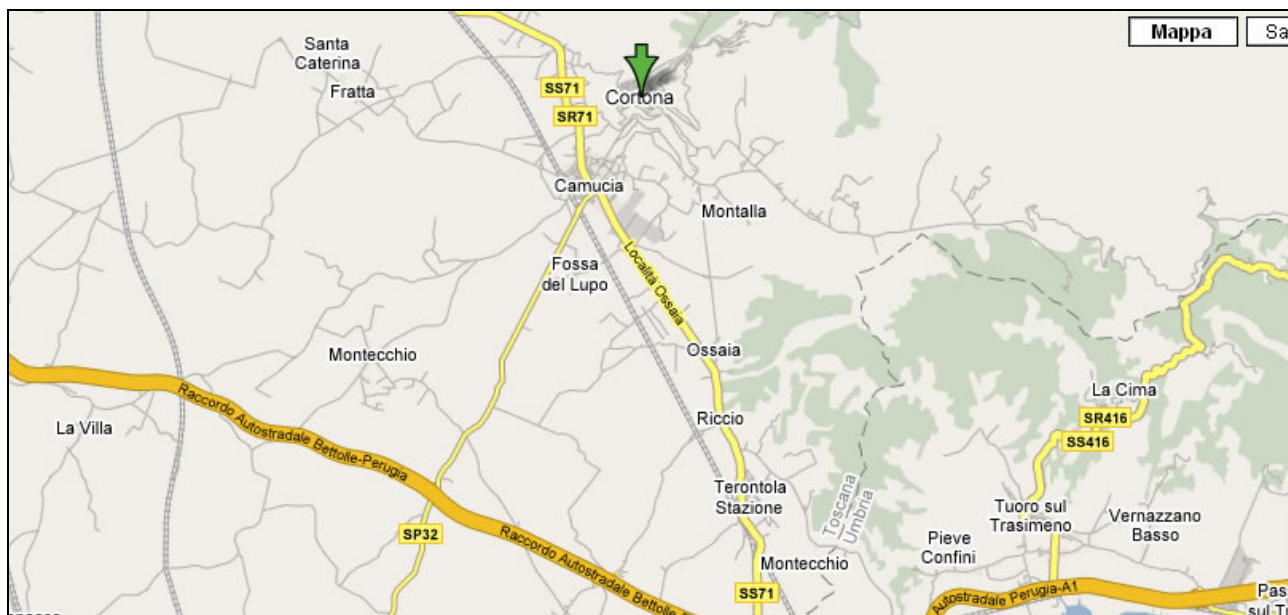 Mappa
Sa
Santa
Caterina
Fratta
SS71
Cortona
SR71
Camucia
Montalla
Fossa
del Lupo
Località Ossaia
Ossaia
Montecchio
La Cima
Raccordo Autostradale Bettolle-Perugia
SR416
Riccio
La Villa
SS416
Terontola
Stazione
Toscana
Umbria
Tuoro sul
Trasimeno
Vernazzano
Basso
SP32
Raccordo Autostradale
Pieve
Confini
Montecchio
SS71
Autostradale Perugia-A1
Pas